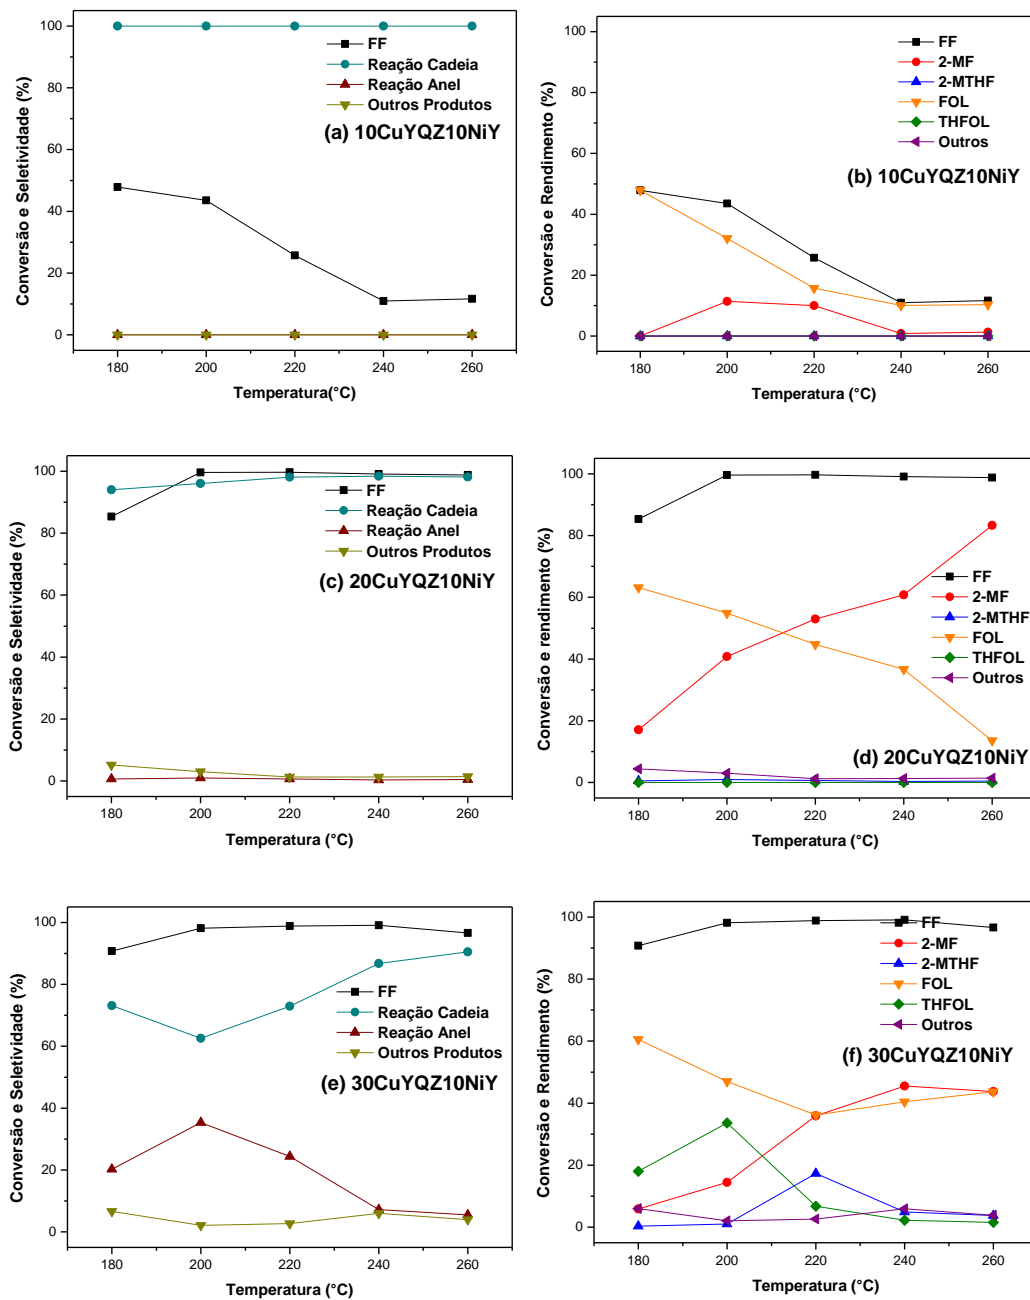 100
80
60
40
20
0
Conversão e Seletividade (%)
FF
Reação Cadeia
Reação Anel
Outros Produtos
(a) 10CuYQZ10NiY
180 200 220 240 260
Temperatura(°C)
100
80
60
40
20
0
Conversão e Rendimento (%)
FF
2-MF
2-MTHF
FOL
THFOL
Outros
(b) 10CuYQZ10NiY
180 200 220 240 260
Temperatura (°C)
100
80
60
40
20
0
Conversão e Seletividade (%)
FF
Reação Cadeia
Reação Anel
Outros Produtos
(c) 20CuYQZ10NiY
180 200 220 240 260
Temperatura (°C)
100
80
60
40
20
0
Conversão e rendimento (%)
FF
2-MF
2-MTHF
FOL
THFOL
Outros
(d) 20CuYQZ10NiY
180 200 220 240 260
Temperatura (°C)
100
80
60
40
20
0
Conversão e Seletividade (%)
FF
Reação Cadeia
Reação Anel
Outros Produtos
(e) 30CuYQZ10NiY
180 200 220 240 260
Temperatura (°C)
100
80
60
40
20
0
Conversão e Rendimento (%)
FF
2-MF
2-MTHF
FOL
THFOL
Outros
(f) 30CuYQZ10NiY
180 200 220 240 260
Temperatura (°C)